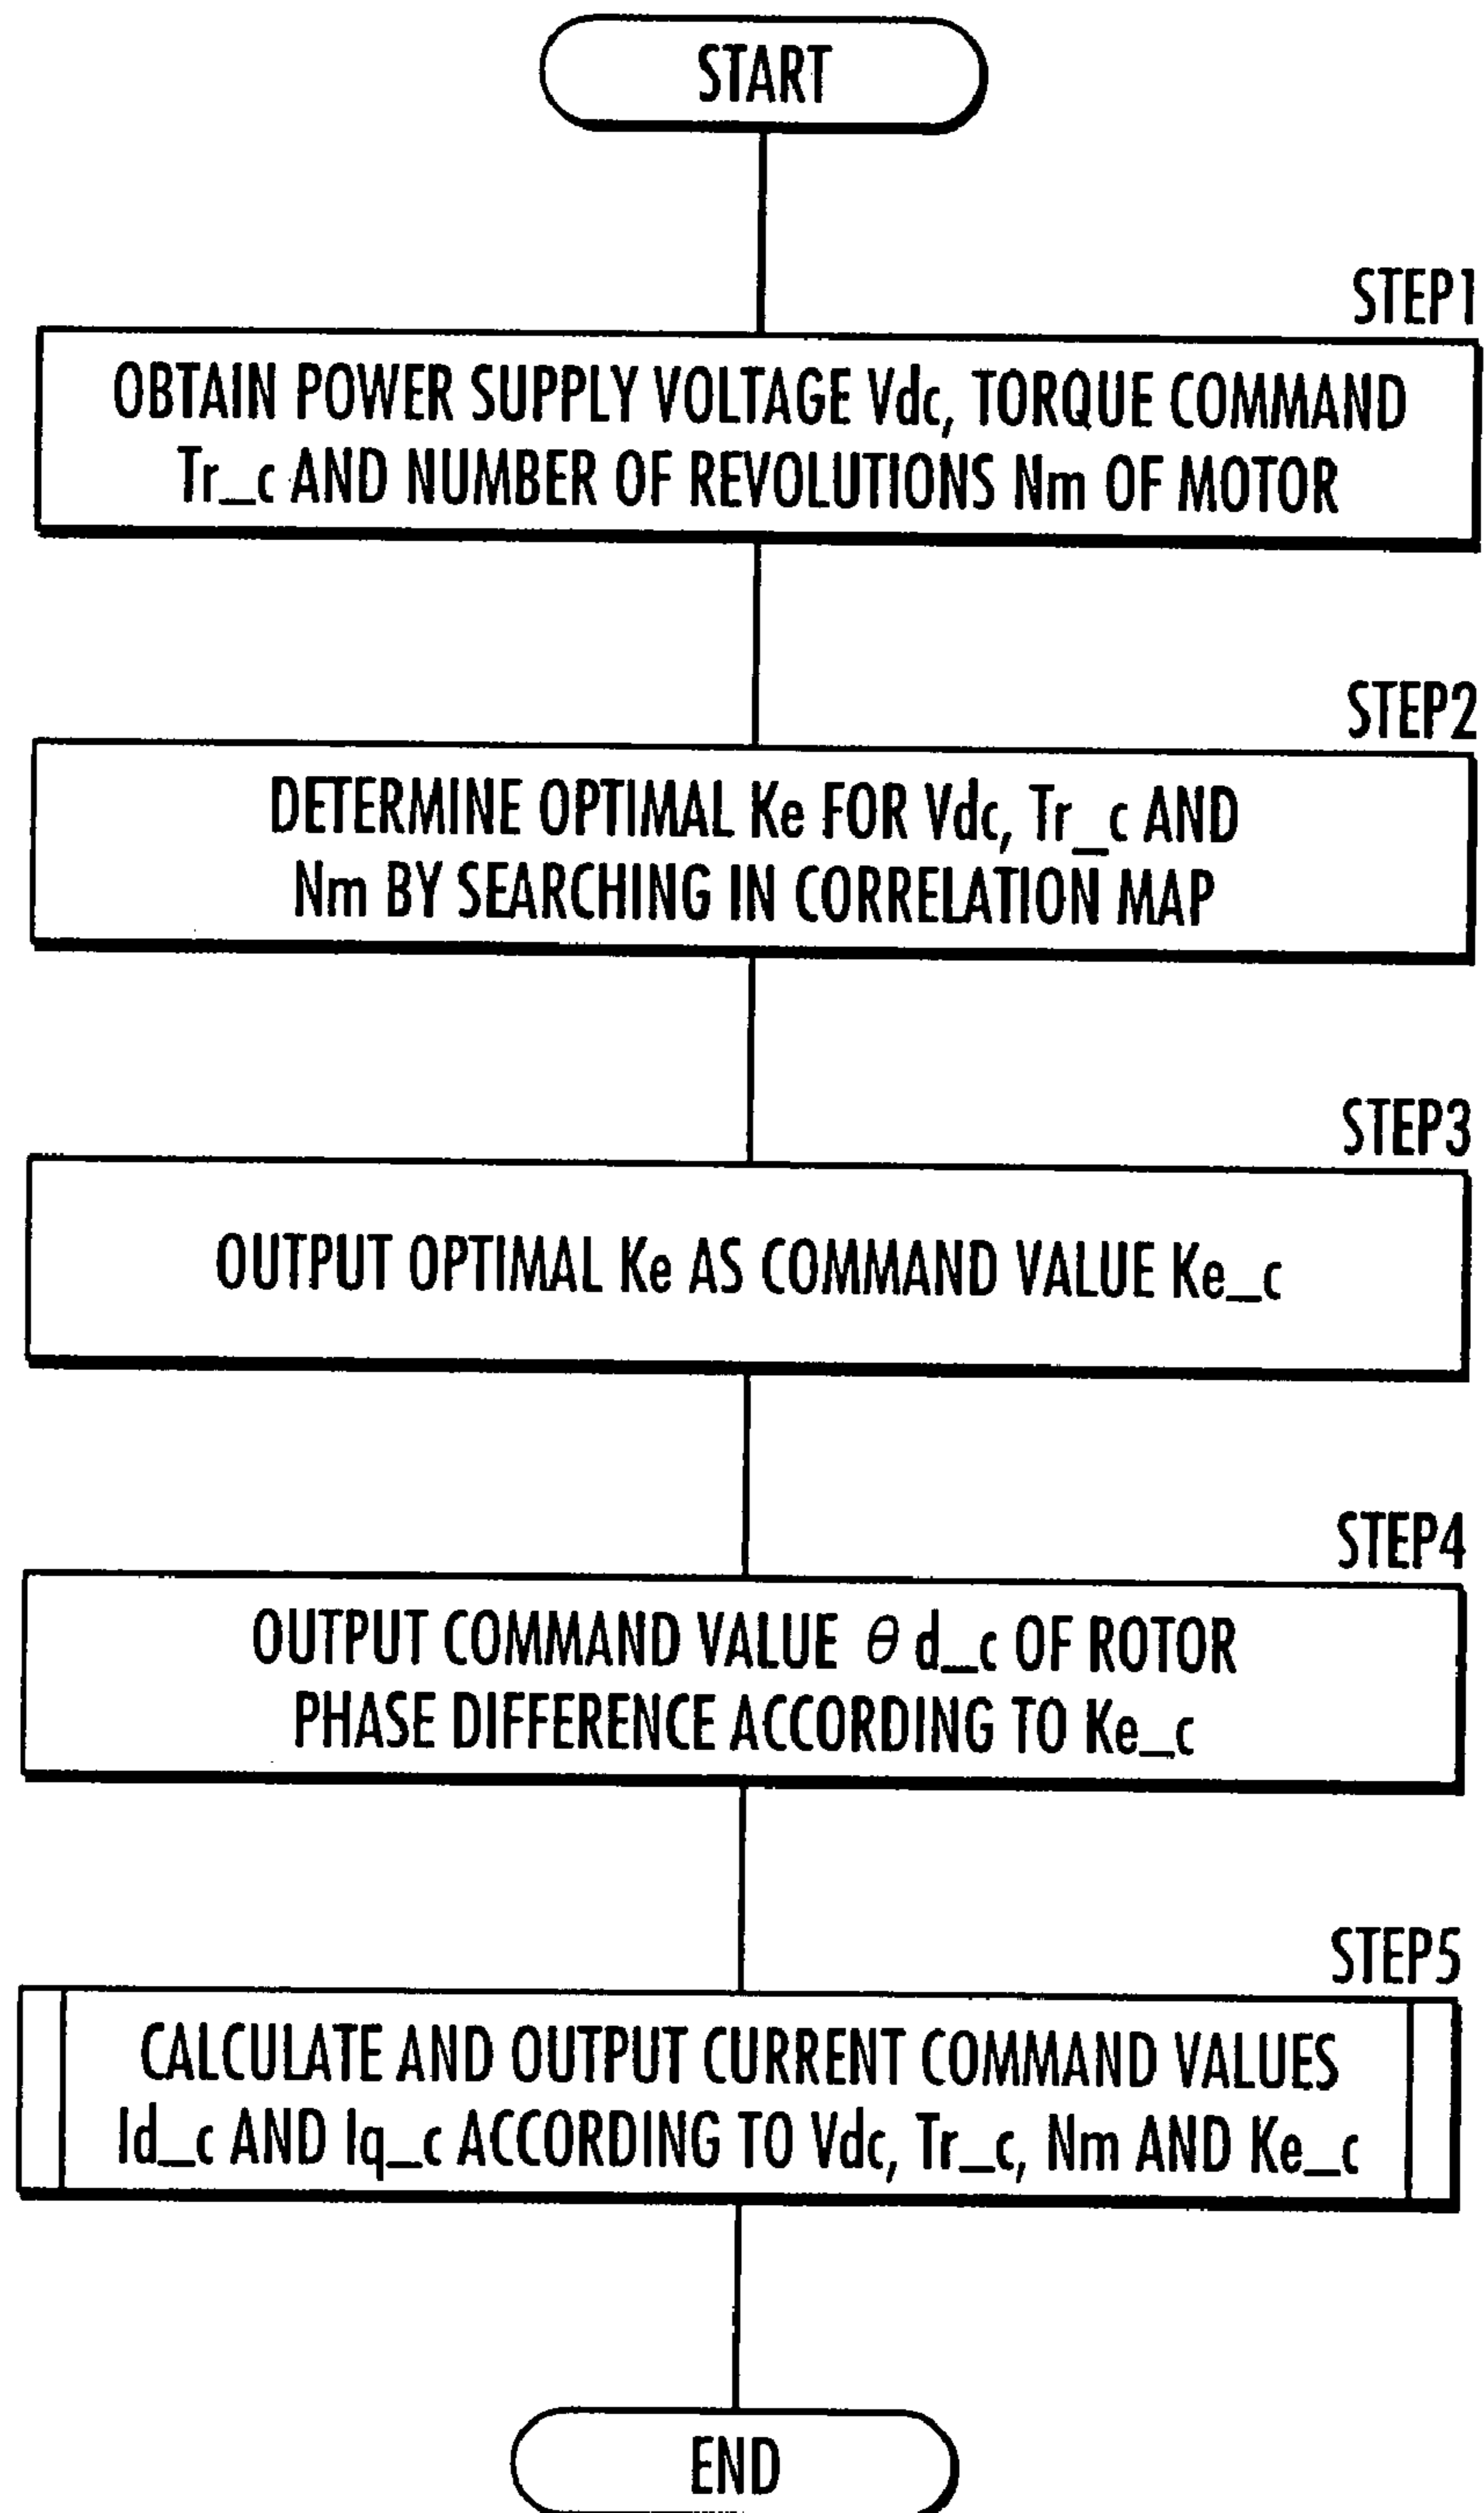 START
STEP1
OBTAIN POWER SUPPLY VOLTAGE Vdc, TORQUE COMMAND
Tr_c AND NUMBER OF REVOLUTIONS Nm OF MOTOR
STEP2
DETERMINE OPTIMAL Ke FOR Vdc, Tr_c AND
Nm BY SEARCHING IN CORRELATION MAP
STEP3
OUTPUT OPTIMAL Ke AS COMMAND VALUE Ke_c
STEP4
OUTPUT COMMAND VALUE θ d_c OF ROTOR
PHASE DIFFERENCE ACCORDING TO Ke_c
STEP5
CALCULATE AND OUTPUT CURRENT COMMAND VALUES
Id_c AND Iq_c ACCORDING TO Vdc, Tr_c, Nm AND Ke_c
END